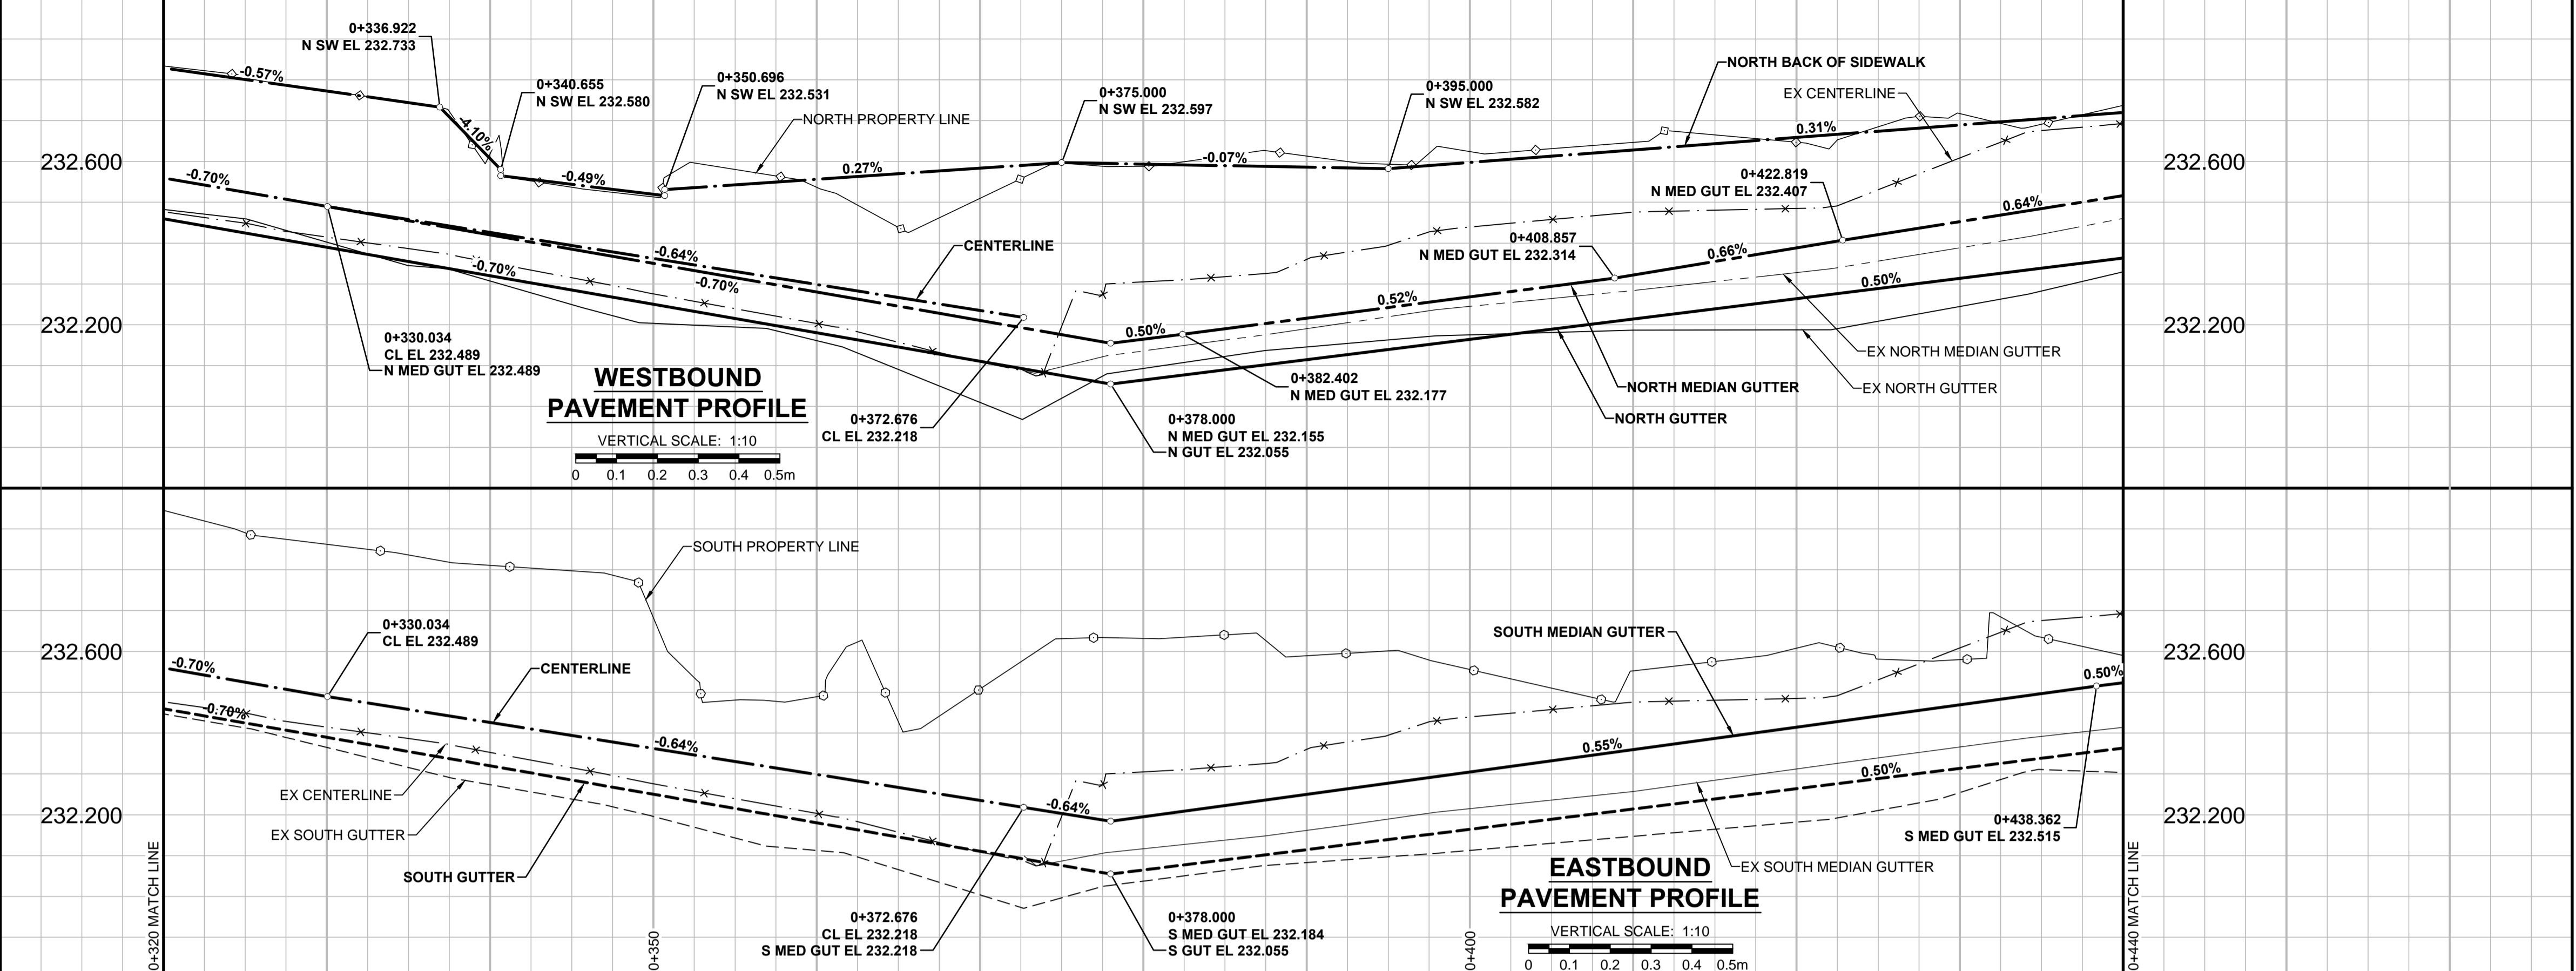 0+336.922
N SW EL 232.733
-0.57%
-4.10%
0+340.655
N SW EL 232.580
0+350.696
N SW EL 232.531
NORTH PROPERTY LINE
0+375.000
N SW EL 232.597
0+395.000
N SW EL 232.582
NORTH BACK OF SIDEWALK
EX CENTERLINE
0.31%
232.600
232.600
-0.70%
-0.49%
0.27%
-0.07%
0+422.819
N MED GUT EL 232.407
0.64%
-0.64%
CENTERLINE
0+408.857
N MED GUT EL 232.314
0.66%
-0.70%
-0.70%
0.52%
0.50%
232.200
0.50%
232.200
0+330.034
CL EL 232.489
N MED GUT EL 232.489
WESTBOUND
PAVEMENT PROFILE
VERTICAL SCALE: 1:10
0 0.1 0.2 0.3 0.4 0.5m
0+372.676
CL EL 232.218
0+378.000
N MED GUT EL 232.155
N GUT EL 232.055
0+382.402
N MED GUT EL 232.177
EX NORTH MEDIAN GUTTER
NORTH MEDIAN GUTTER
EX NORTH GUTTER
NORTH GUTTER
SOUTH PROPERTY LINE
0+330.034
CL EL 232.489
SOUTH MEDIAN GUTTER
232.600
232.600
-0.70%
CENTERLINE
0.50%
-0.70%
-0.64%
0.55%
0.50%
EX CENTERLINE
-0.64%
232.200
232.200
EX SOUTH GUTTER
0+438.362
S MED GUT EL 232.515
SOUTH GUTTER
EASTBOUND
PAVEMENT PROFILE
EX SOUTH MEDIAN GUTTER
0+372.676
CL EL 232.218
S MED GUT EL 232.218
0+378.000
S MED GUT EL 232.184
S GUT EL 232.055
VERTICAL SCALE: 1:10
0 0.1 0.2 0.3 0.4 0.5m
0+320 MATCH LINE
0+350
0+400
0+440 MATCH LINE